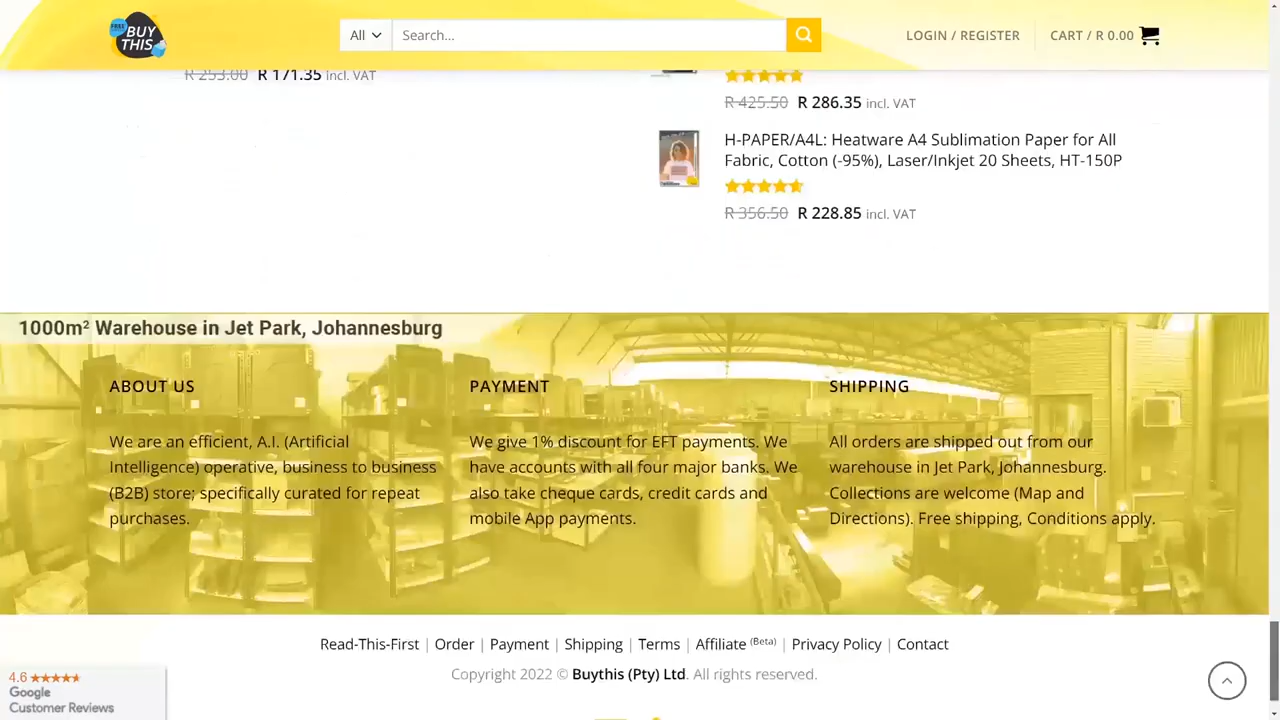 FREE
BUY
THIS
All
Search...
LOGIN / REGISTER
CART / R 0.00
R 253.00 R 171.35 incl. VAT
R 425.50 R 286.35 incl. VAT
H-PAPER/A4L: Heatware A4 Sublimation Paper for All
Fabric, Cotton (-95%), Laser/Inkjet 20 Sheets, HT-150P
R 356.50 R 228.85 incl. VAT
1000m² Warehouse in Jet Park, Johannesburg
ABOUT US
We are an efficient, A.I. (Artificial
Intelligence) operative, business to business
(B2B) store; specifically curated for repeat
purchases.
PAYMENT
We give 1% discount for EFT payments. We
have accounts with all four major banks. We
also take cheque cards, credit cards and
mobile App payments.
SHIPPING
All orders are shipped out from our
warehouse in Jet Park, Johannesburg.
Collections are welcome (Map and
Directions). Free shipping, Conditions apply.
Read-This-First | Order | Payment | Shipping | Terms | Affiliate (Beta) | Privacy Policy | Contact
Copyright 2022 © Buythis (Pty) Ltd. All rights reserved.
4.6
Google
Customer Reviews